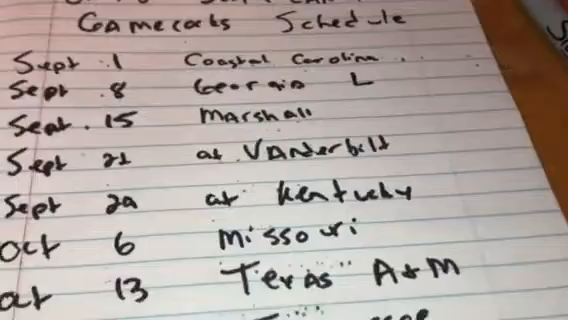 Gamecocks Schedule
Sept 1 Coastal Carolina
Sept 8 Georgia L
Sept. 15 Marshall
Sept 22 at Vanderbilt
Sept 29 at Kentucky
Oct 6 Missouri
Oct 13 Texas A+M